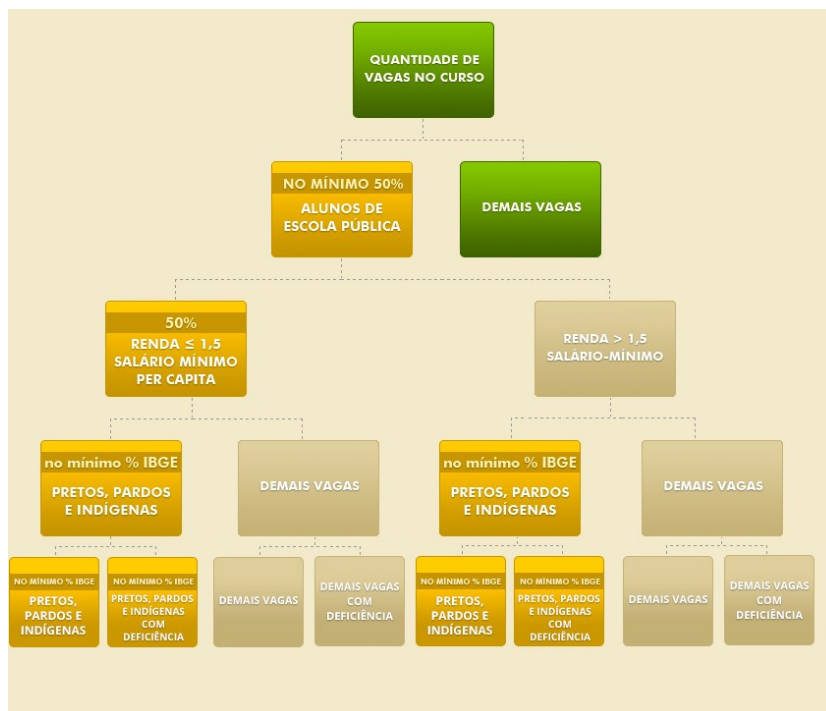 QUANTIDADE DE
VAGAS NO CURSO
NO MÍNIMO 50%
ALUNOS DE
ESCOLA PÚBLICA
DEMAIS VAGAS
50%
RENDA ≤ 1,5
SALÁRIO MÍNIMO
PER CAPITA
RENDA > 1,5
SALÁRIO-MÍNIMO
no mínimo % IBGE
PRETOS, PARDOS
E INDÍGENAS
DEMAIS VAGAS
no mínimo % IBGE
PRETOS, PARDOS
E INDÍGENAS
DEMAIS VAGAS
NO MÍNIMO % IBGE
PRETOS,
PARDOS E
INDÍGENAS
NO MÍNIMO % IBGE
PRETOS, PARDOS
E INDÍGENAS
COM
DEFICIÊNCIA
DEMAIS VAGAS
DEMAIS VAGAS
COM
DEFICIÊNCIA
NO MÍNIMO % IBGE
PRETOS,
PARDOS E
INDÍGENAS
NO MÍNIMO % IBGE
PRETOS, PARDOS
E INDÍGENAS
COM
DEFICIÊNCIA
DEMAIS VAGAS
DEMAIS VAGAS
COM
DEFICIÊNCIA